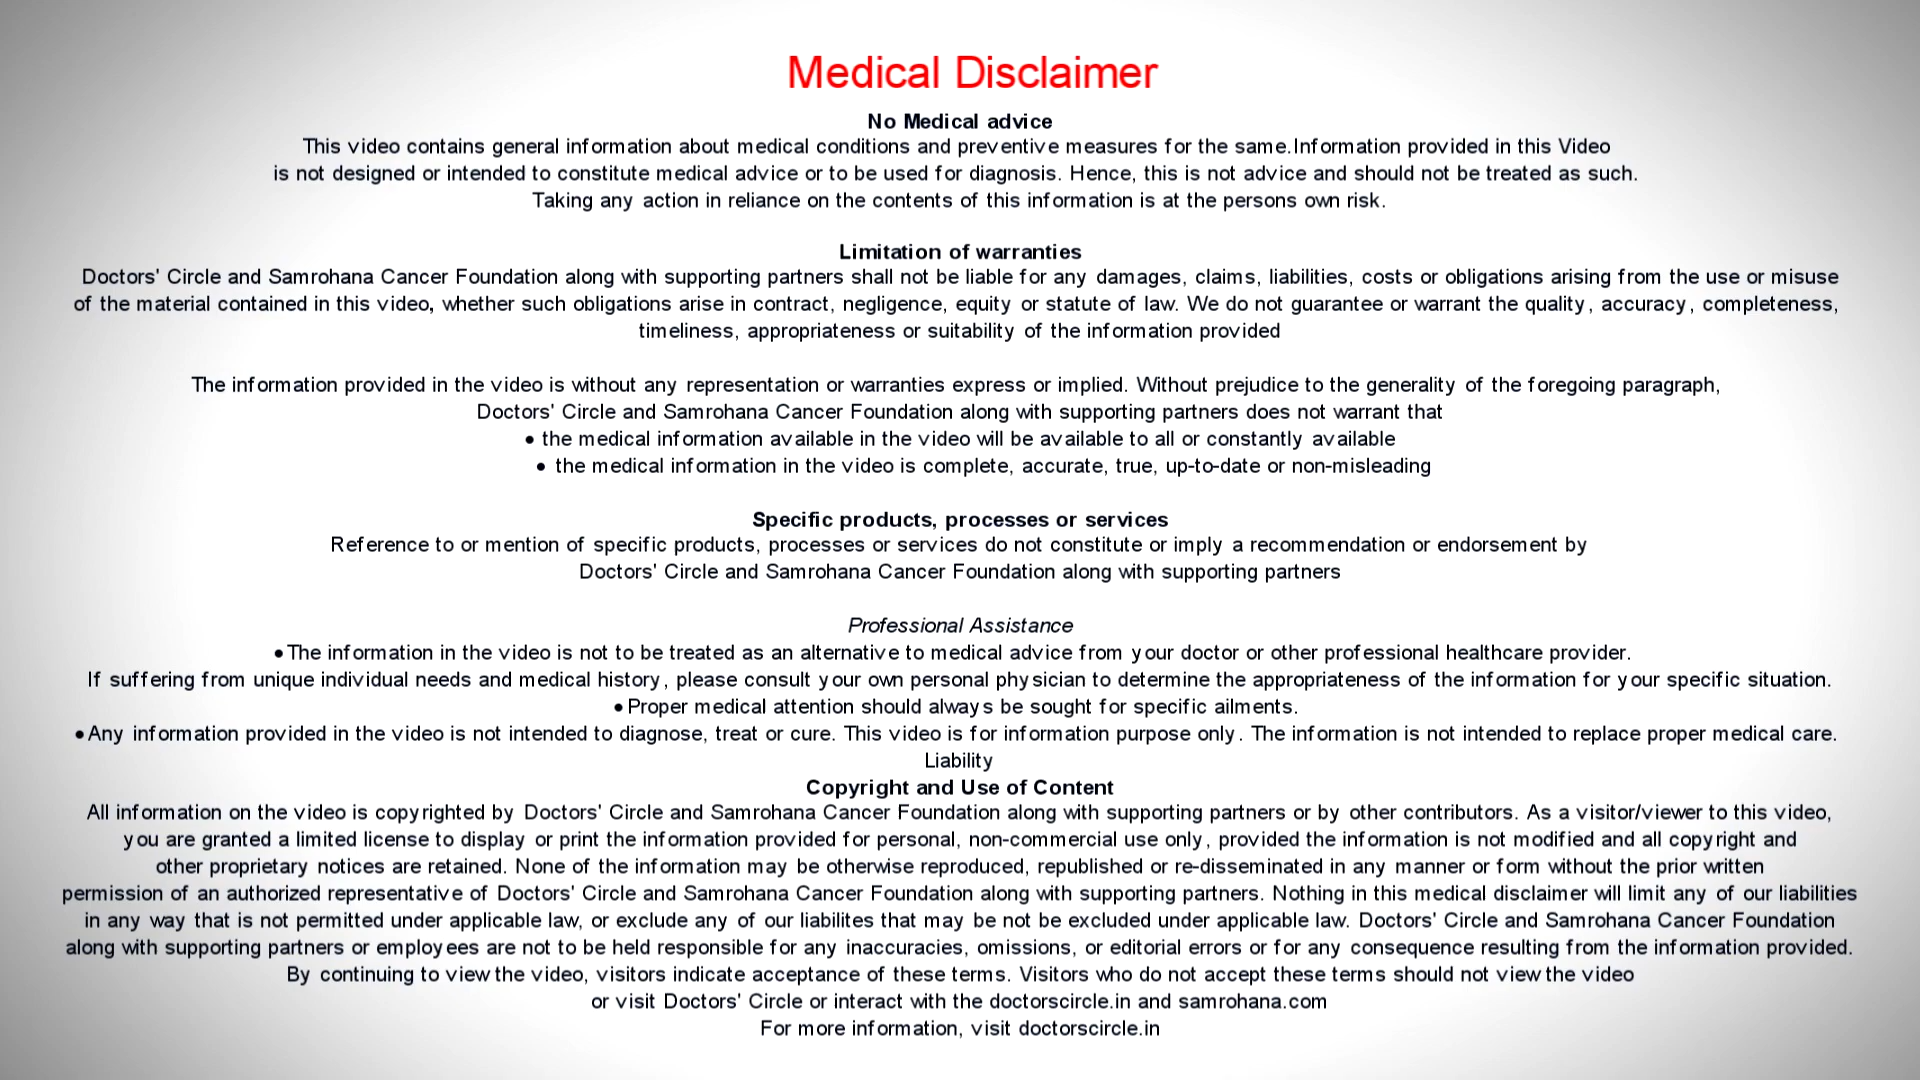 Medical Disclaimer
No Medical advice
This video contains general information about medical conditions and preventive measures for the same.Information provided in this Video
is not designed or intended to constitute medical advice or to be used for diagnosis. Hence, this is not advice and should not be treated as such.
Taking any action in reliance on the contents of this information is at the persons own risk.
Limitation of warranties
Doctors' Circle and Samrohana Cancer Foundation along with supporting partners shall not be liable for any damages, claims, liabilities, costs or obligations arising from the use or misuse
of the material contained in this video, whether such obligations arise in contract, negligence, equity or statute of law. We do not guarantee or warrant the quality, accuracy, completeness,
timeliness, appropriateness or suitability of the information provided
The information provided in the video is without any representation or warranties express or implied. Without prejudice to the generality of the foregoing paragraph,
Doctors' Circle and Samrohana Cancer Foundation along with supporting partners does not warrant that
• the medical information available in the video will be available to all or constantly available
• the medical information in the video is complete, accurate, true, up-to-date or non-misleading
Specific products, processes or services
Reference to or mention of specific products, processes or services do not constitute or imply a recommendation or endorsement by
Doctors' Circle and Samrohana Cancer Foundation along with supporting partners
Professional Assistance
•The information in the video is not to be treated as an alternative to medical advice from your doctor or other professional healthcare provider.
If suffering from unique individual needs and medical history, please consult your own personal physician to determine the appropriateness of the information for your specific situation.
•Proper medical attention should always be sought for specific ailments.
•Any information provided in the video is not intended to diagnose, treat or cure. This video is for information purpose only. The information is not intended to replace proper medical care.
Liability
Copyright and Use of Content
All information on the video is copyrighted by Doctors' Circle and Samrohana Cancer Foundation along with supporting partners or by other contributors. As a visitor/viewer to this video,
you are granted a limited license to display or print the information provided for personal, non-commercial use only, provided the information is not modified and all copyright and
other proprietary notices are retained. None of the information may be otherwise reproduced, republished or re-disseminated in any manner or form without the prior written
permission of an authorized representative of Doctors' Circle and Samrohana Cancer Foundation along with supporting partners. Nothing in this medical disclaimer will limit any of our liabilities
in any way that is not permitted under applicable law, or exclude any of our liabilites that may be not be excluded under applicable law. Doctors' Circle and Samrohana Cancer Foundation
along with supporting partners or employees are not to be held responsible for any inaccuracies, omissions, or editorial errors or for any consequence resulting from the information provided.
By continuing to view the video, visitors indicate acceptance of these terms. Visitors who do not accept these terms should not view the video
or visit Doctors' Circle or interact with the doctorscircle.in and samrohana.com
For more information, visit doctorscircle.in